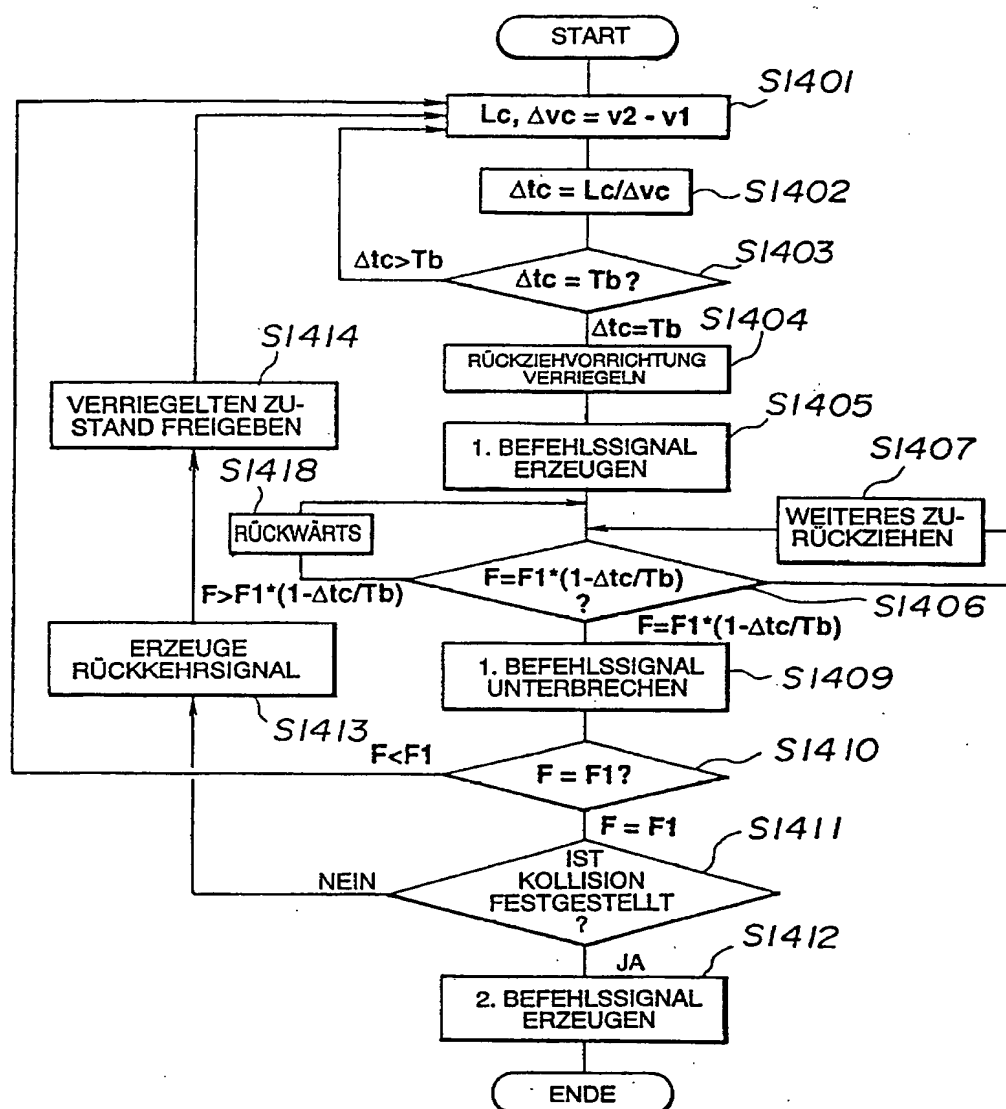 START
S1401
Lc, Δvc = v2 - v1
Δtc = Lc/Δvc
S1402
S1403
Δtc>Tb
Δtc = Tb?
Δtc=Tb
S1404
RÜCKZIEHVORRICHTUNG
VERRIEGELN
S1414
VERRIEGELTEN ZU-
STAND FREIGEBEN
S1405
1. BEFEHLSSIGNAL
ERZEUGEN
S1418
RÜCKWÄRTS
S1407
WEITERES ZU-
RÜCKZIEHEN
F=F1*(1-Δtc/Tb)
?
F>F1*(1-Δtc/Tb)
S1406
F=F1*(1-Δtc/Tb)
ERZEUGE
RÜCKKEHRSIGNAL
S1413
1. BEFEHLSSIGNAL
UNTERBRECHEN
S1409
F<F1
F = F1?
S1410
F = F1
S1411
IST
KOLLISION
FESTGESTELLT
?
NEIN
JA
S1412
2. BEFEHLSSIGNAL
ERZEUGEN
ENDE